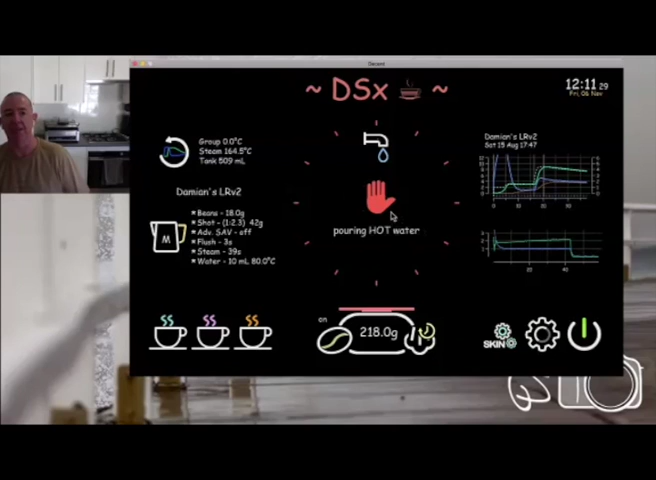 Decent
~ DSx ~
12:11 29
Fri, 06 Nov
Group 0.0°C
Steam 164.5°C
Tank 509 mL
Damian's LRv2
Sat 15 Aug 17:47
Damian's LRv2
Beans - 18.0g
Shot - (1:2.3) 42g
Adv. SAV - off
Flush - 3s
Steam - 39s
Water - 10 mL 80.0°C
M
pouring HOT water
on
218.0g
SKIN